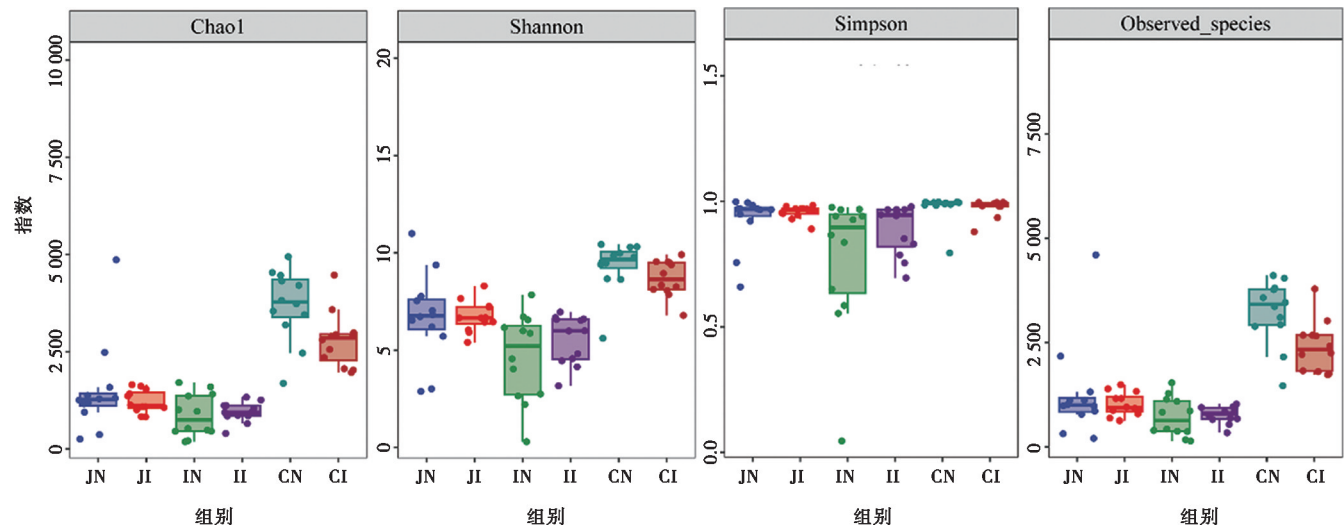 Chao1
Shannon
Simpson
Observed_species
指数
10 000
7 500
5 000
2 500
0
JN JI IN II CN CI
组别
20
15
10
5
0
JN JI IN II CN CI
组别
1.5
1.0
0.5
0.0
JN JI IN II CN CI
组别
7 500
5 000
2 500
0
JN JI IN II CN CI
组别